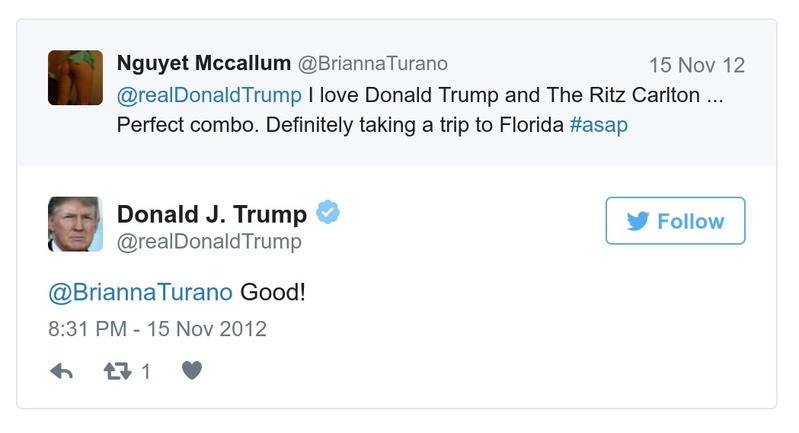 Nguyet Mccallum @BriannaTurano 15 Nov 12
@realDonaldTrump I love Donald Trump and The Ritz Carlton ...
Perfect combo. Definitely taking a trip to Florida #asap
Donald J. Trump
@realDonaldTrump
Follow
@BriannaTurano Good!
8:31 PM - 15 Nov 2012
1